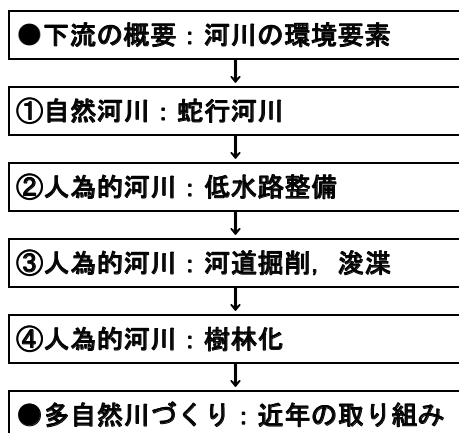 ●下流の概要：河川の環境要素
①自然河川：蛇行河川
②人為的河川：低水路整備
③人為的河川：河道掘削，浚渫
④人為的河川：樹林化
●多自然川づくり：近年の取り組み